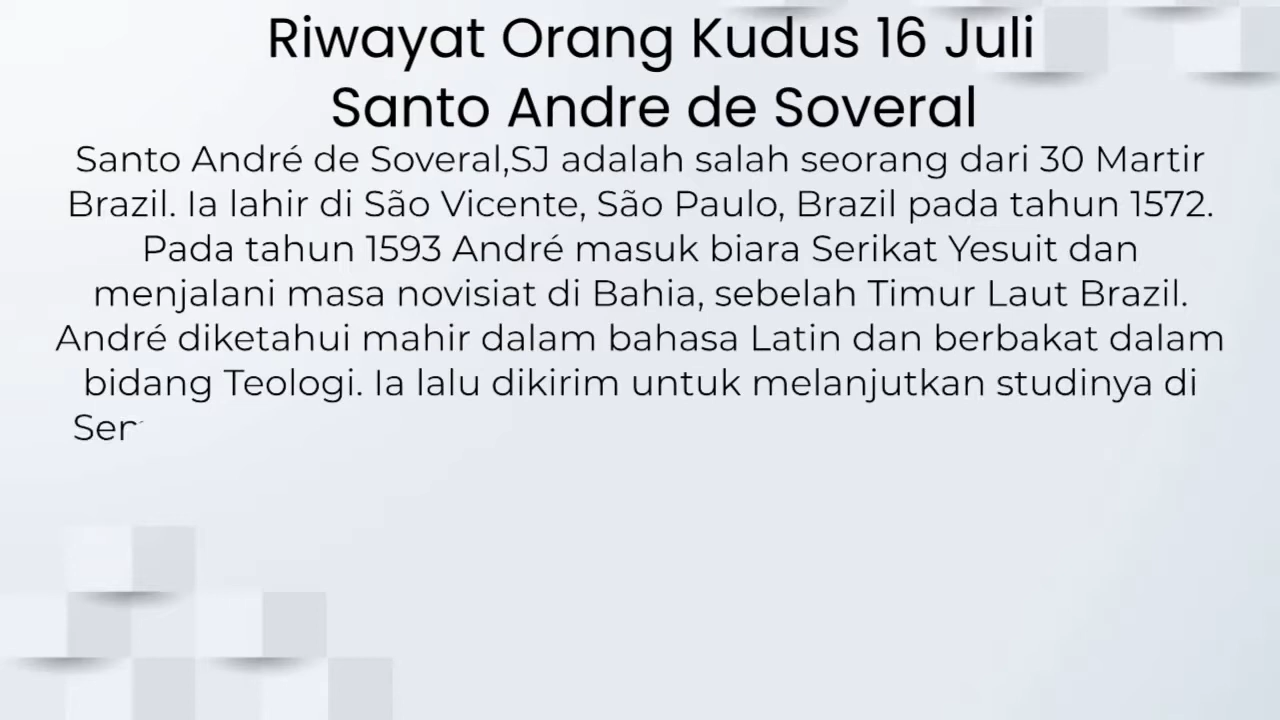 Riwayat Orang Kudus 16 Juli
Santo Andre de Soveral
Santo André de Soveral,SJ adalah salah seorang dari 30 Martir
Brazil. Ia lahir di São Vicente, São Paulo, Brazil pada tahun 1572.
Pada tahun 1593 André masuk biara Serikat Yesuit dan
menjalani masa novisiat di Bahia, sebelah Timur Laut Brazil.
André diketahui mahir dalam bahasa Latin dan berbakat dalam
bidang Teologi. Ia lalu dikirim untuk melanjutkan studinya di